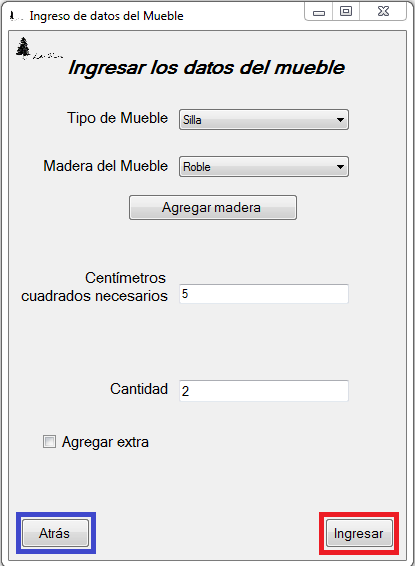 Ingreso de datos del Mueble
Ingresar los datos del mueble
Tipo de Mueble
Silla
Madera del Mueble
Roble
Agregar madera
Centímetros
cuadrados necesarios
5
Cantidad
2
Agregar extra
Atrás
Ingresar